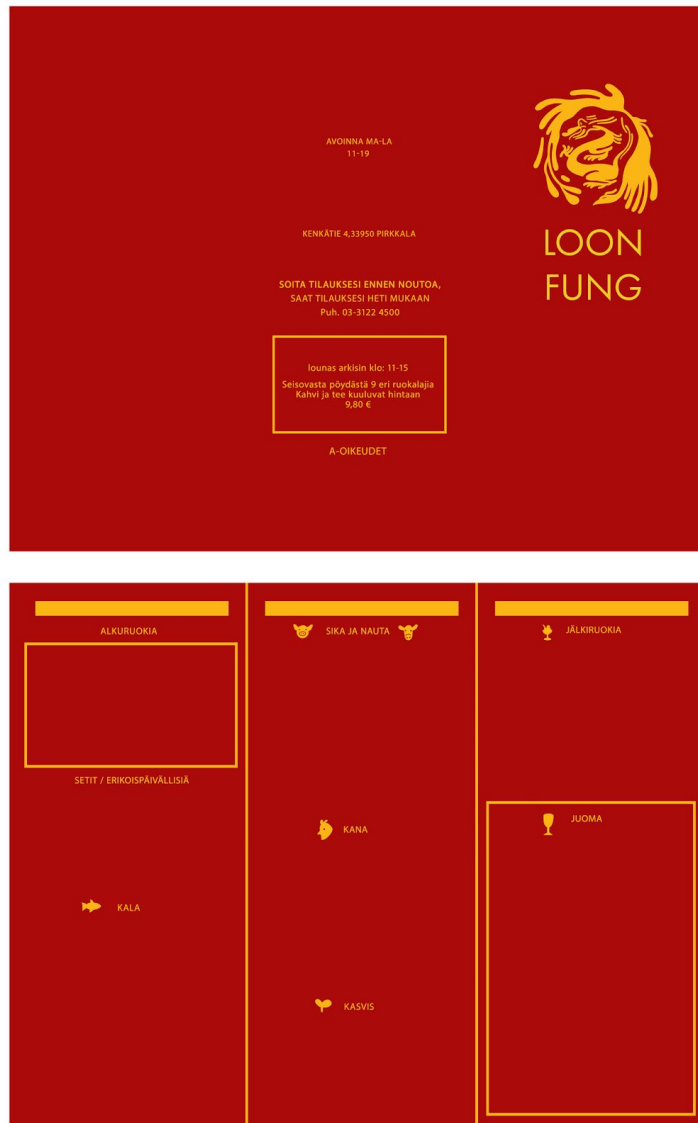 AVOINNA MA-LA
11-19
KENKÄTIE 4,33950 PIRKKALA
SOITA TILAUKSESI ENNEN NOUTOA,
SAAT TILAUKSESI HETI MUKAAN
Puh. 03-3122 4500
lounas arkisin klo: 11-15
Seisovasta pöydästä 9 eri ruokalajia
Kahvi ja tee kuuluvat hintaan
9,80 €
A-OIKEUDET
LOON
FUNG
ALKURUOKIA
SETIT / ERIKOISPÄIVÄLLISIÄ
KALA
SIKA JA NAUTA
KANA
KASVIS
JÄLKIRUOKIA
JUOMA